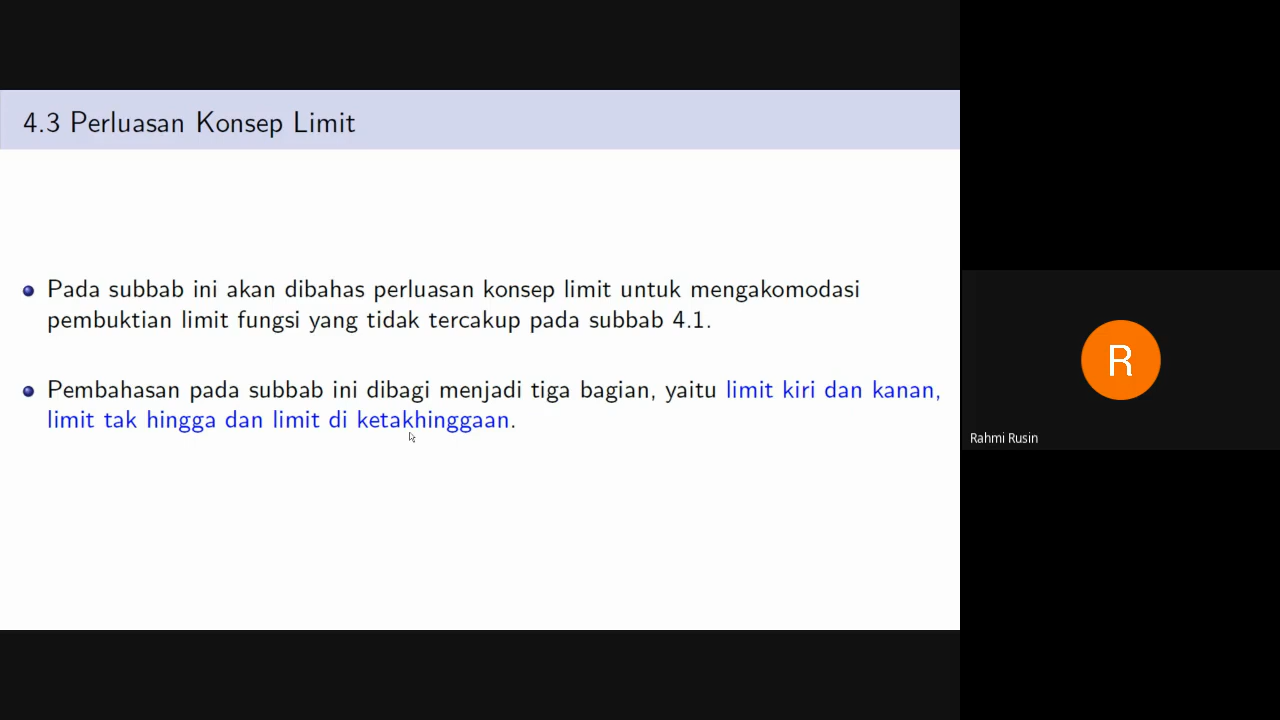 4.3 Perluasan Konsep Limit
Pada subbab ini akan dibahas perluasan konsep limit untuk mengakomodasi
pembuktian limit fungsi yang tidak tercakup pada subbab 4.1.
Pembahasan pada subbab ini dibagi menjadi tiga bagian, yaitu limit kiri dan kanan,
limit tak hingga dan limit di ketakhinggaan.
R
Rahmi Rusin